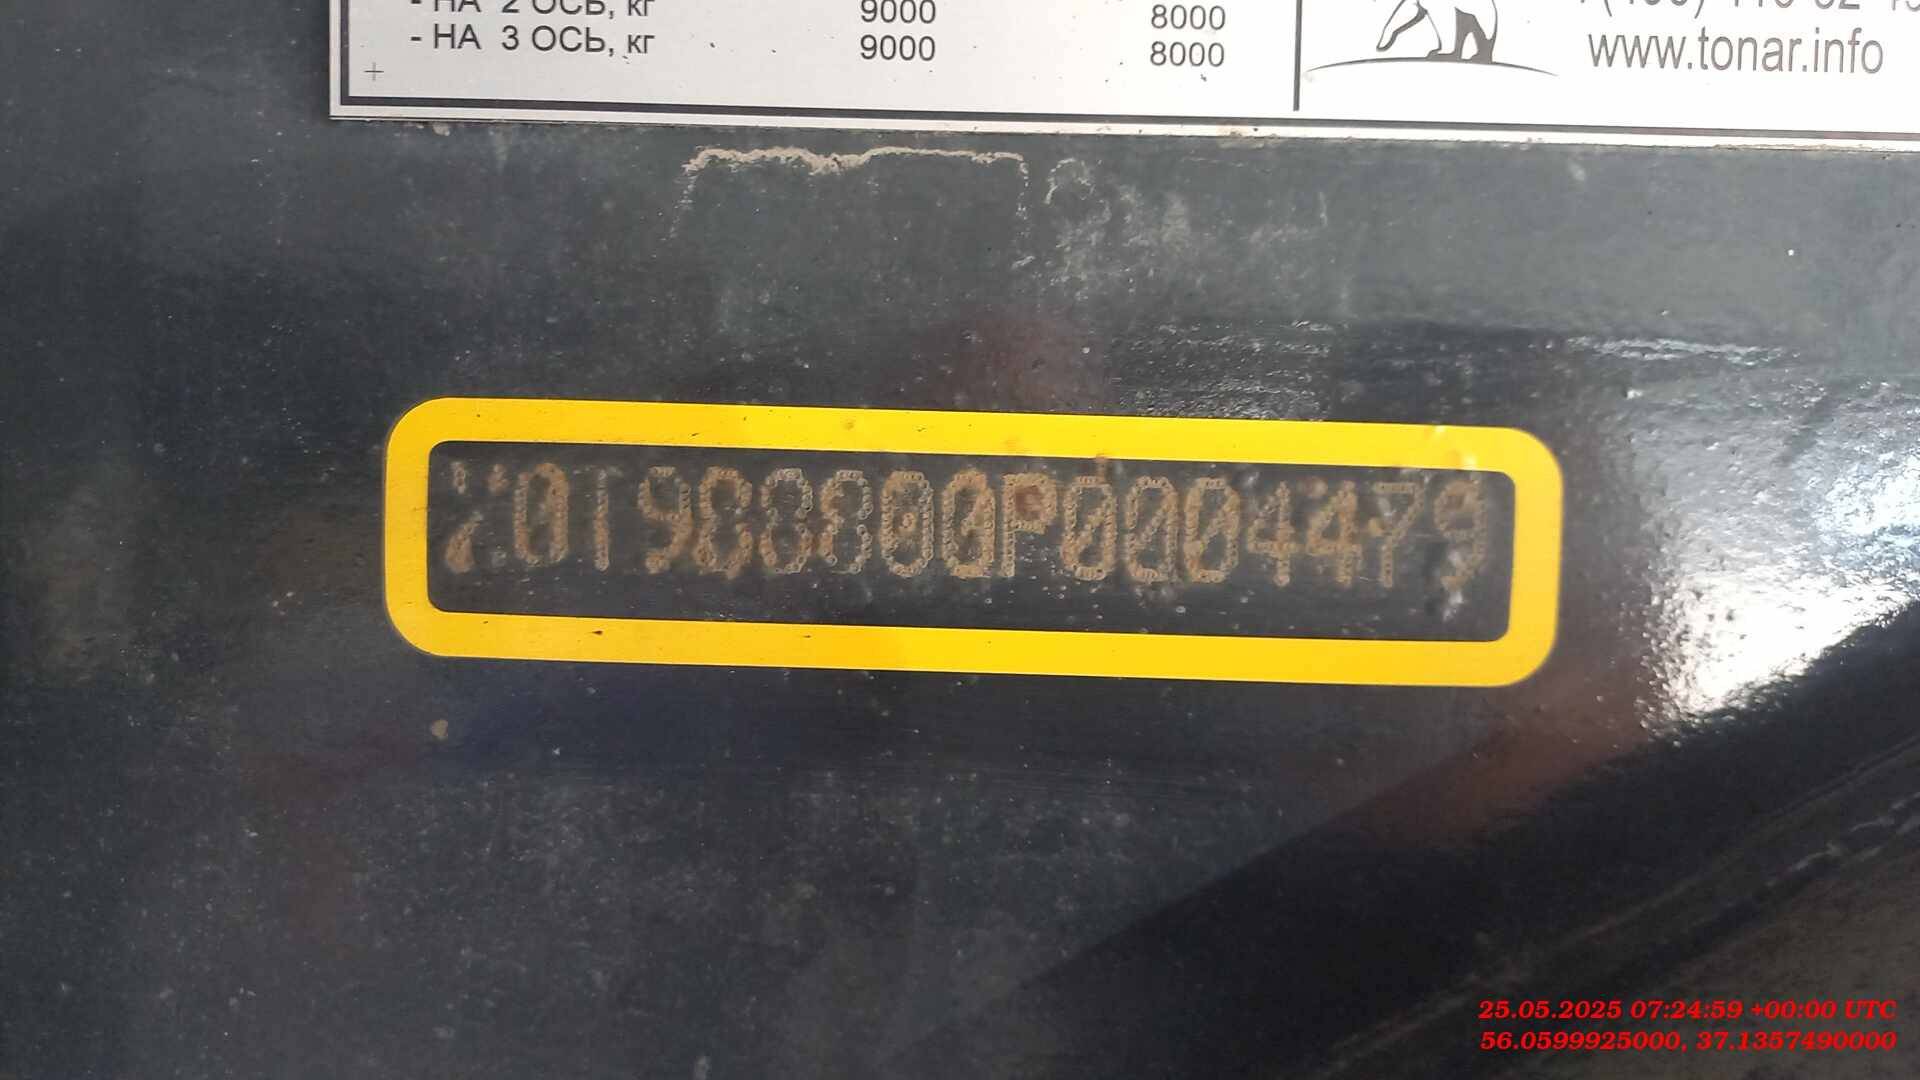 - НА 2 ОСЬ, кг 9000 8000
- НА 3 ОСЬ, кг 9000 8000
www.tonar.info
X0T988800P0004479
25.05.2025 07:24:59 +00:00 UTC
56.0599925000, 37.1357490000